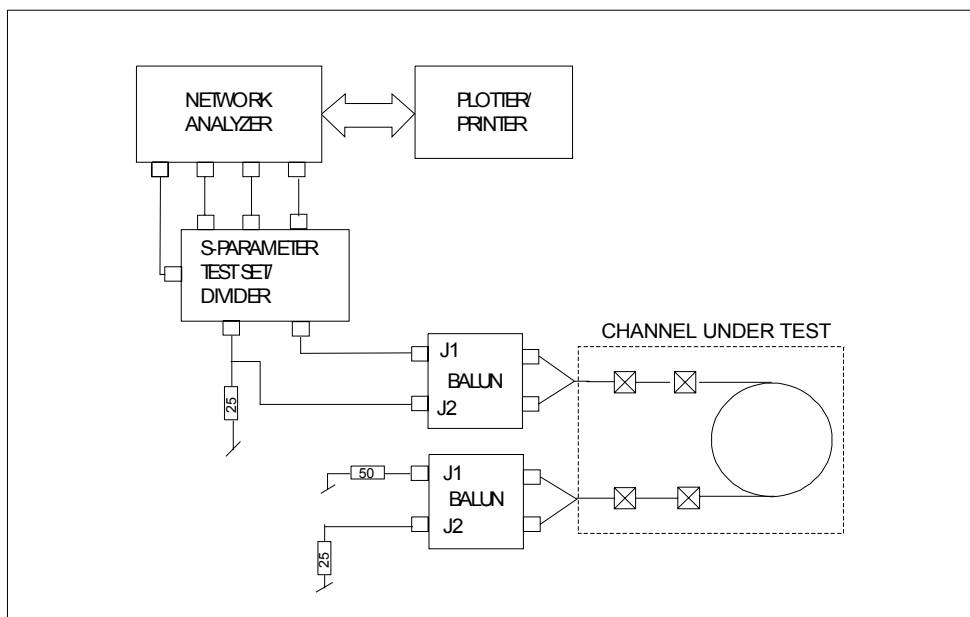 NETWORK
ANALYZER
PLOTTER/
PRINTER
S-PARAMETER
TEST SET/
DIVIDER
CHANNEL UNDER TEST
J1
BALUN
J2
25
50
J1
BALUN
J2
25